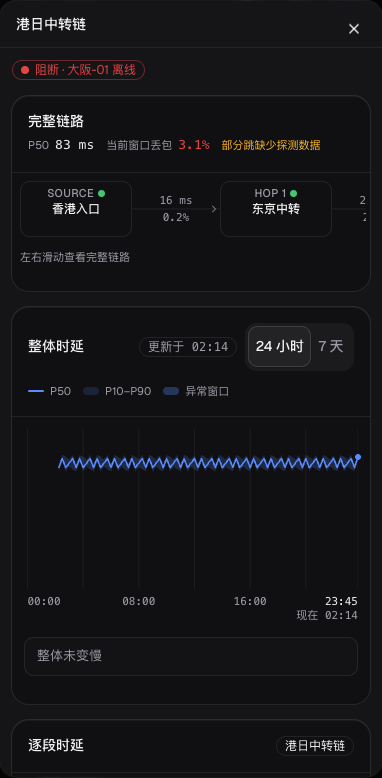 港日中转链
阻断 · 大阪-01 离线
完整链路
P50 83 ms 当前窗口丢包 3.1% 部分跳缺少探测数据
SOURCE
香港入口
16 ms
0.2%
HOP 1
东京中转
左右滑动查看完整链路
整体时延
更新于 02:14
24 小时
7 天
P50
P10–P90
异常窗口
00:00 08:00 16:00 23:45
现在 02:14
整体未变慢
逐段时延
港日中转链